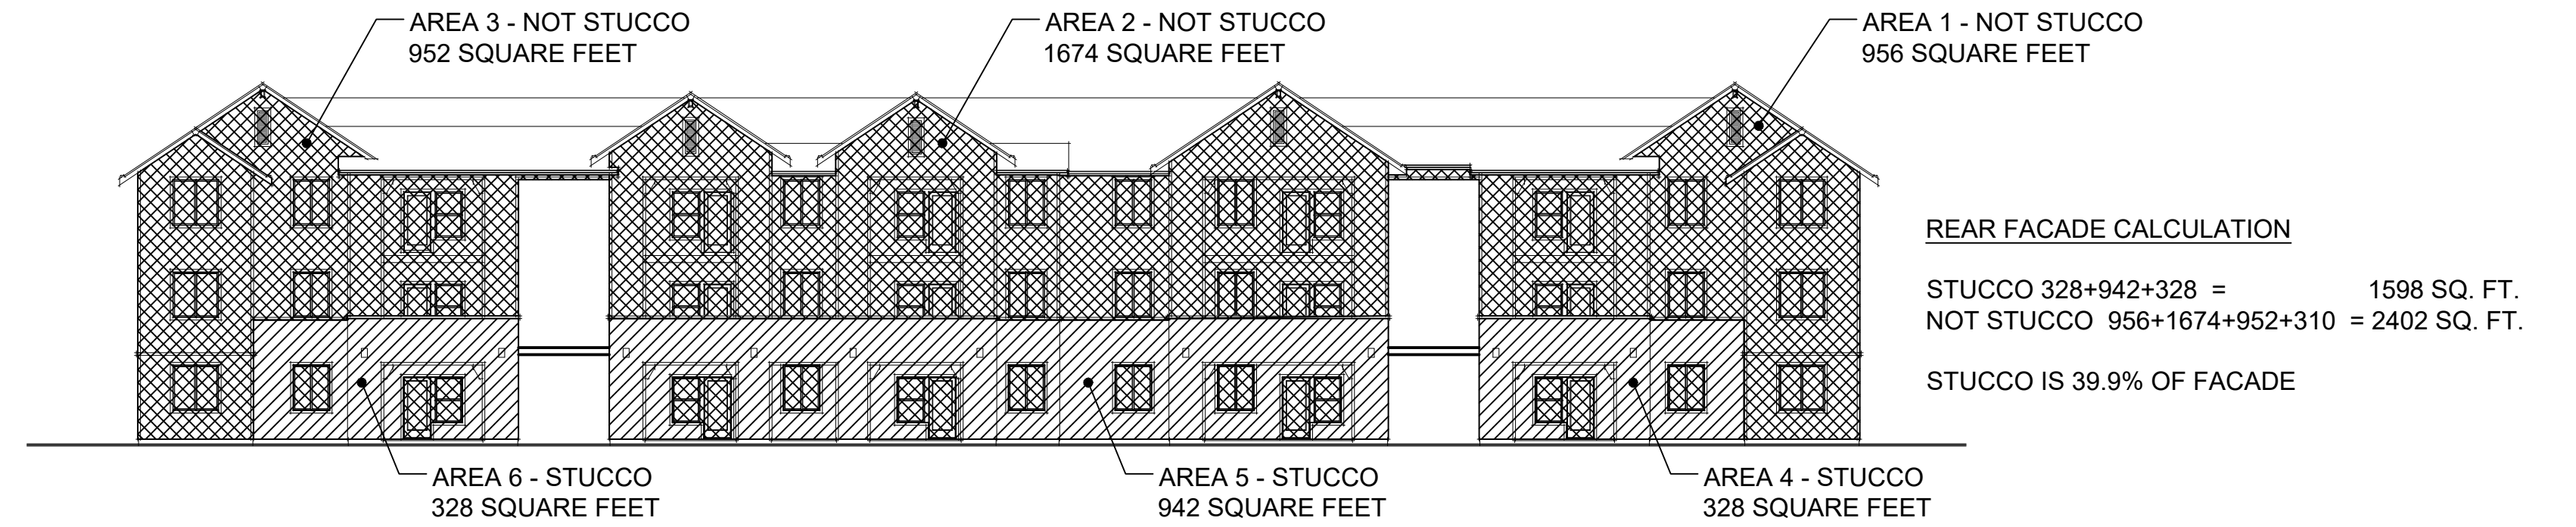 AREA 3 - NOT STUCCO
952 SQUARE FEET
AREA 2 - NOT STUCCO
1674 SQUARE FEET
AREA 1 - NOT STUCCO
956 SQUARE FEET
REAR FACADE CALCULATION
STUCCO 328+942+328 = 1598 SQ. FT.
NOT STUCCO 956+1674+952+310 = 2402 SQ. FT.
STUCCO IS 39.9% OF FACADE
AREA 6 - STUCCO
328 SQUARE FEET
AREA 5 - STUCCO
942 SQUARE FEET
AREA 4 - STUCCO
328 SQUARE FEET